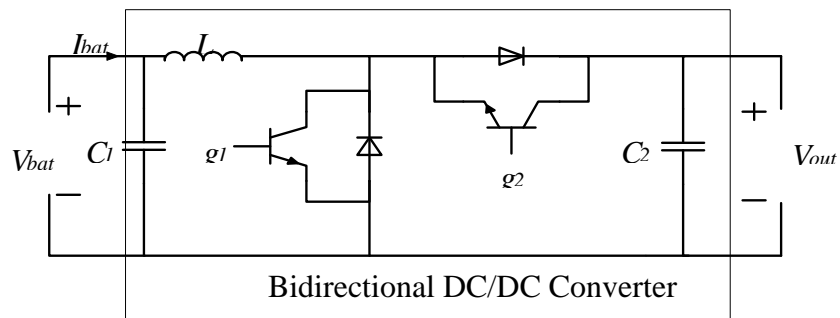 Ibat
L
+
+
g1
C1
C2
Vbat
Vout
g2
−
−
Bidirectional DC/DC Converter